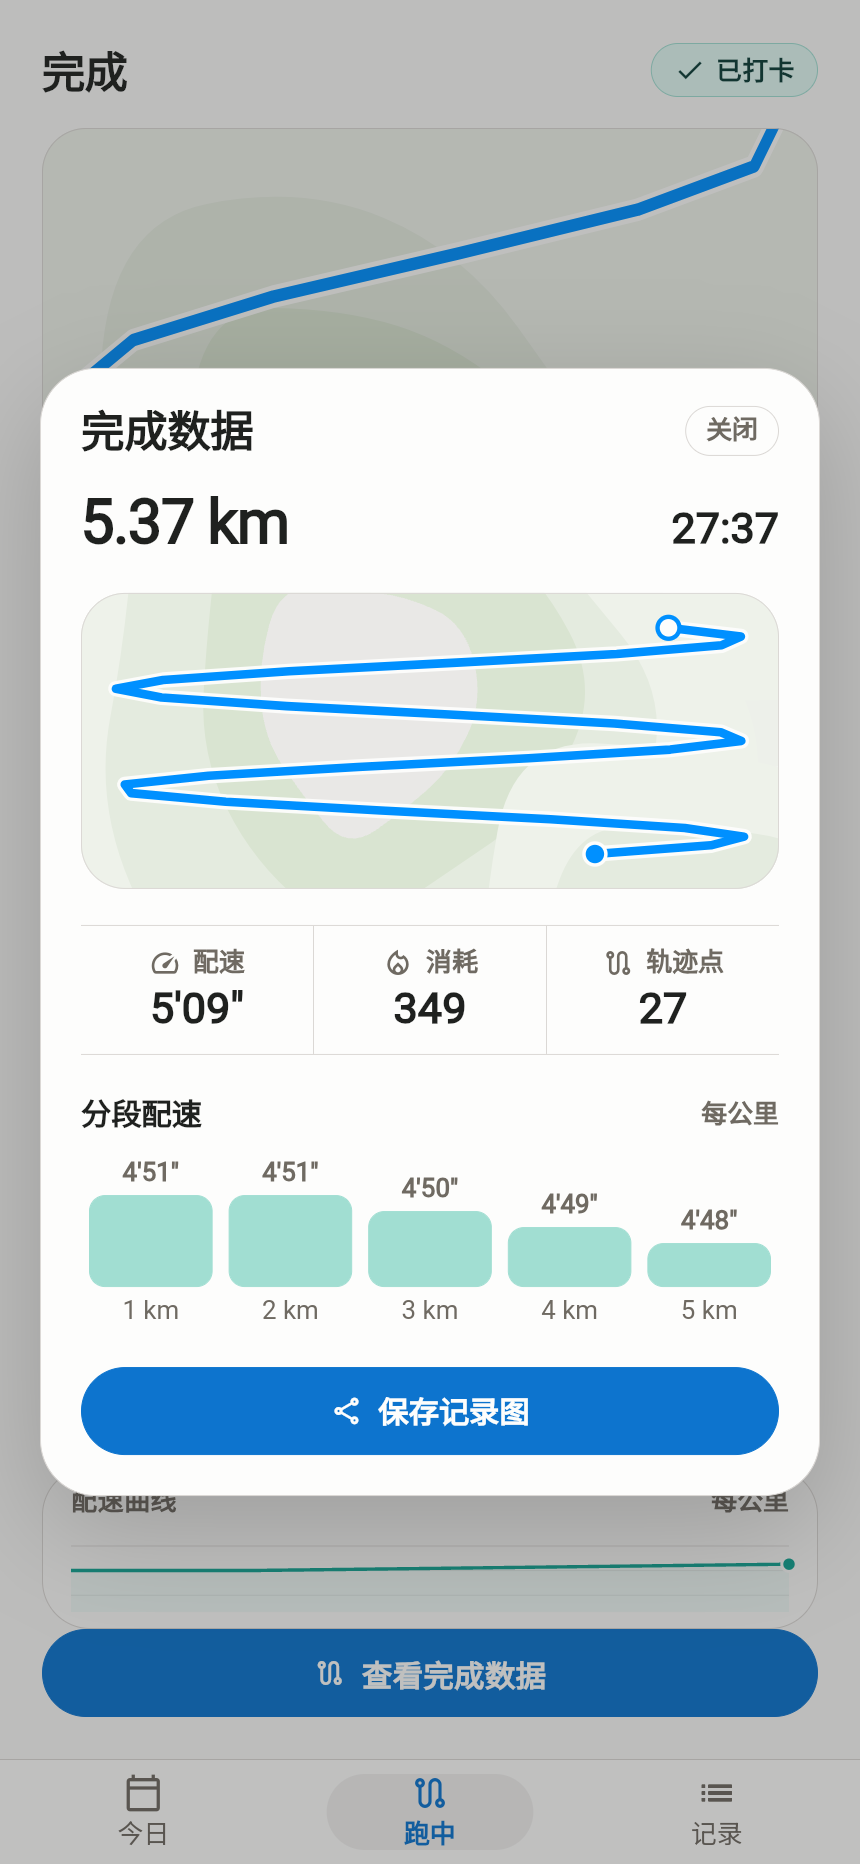 完成
已打卡
完成数据
关闭
5.37 km
27:37
配速
消耗
轨迹点
5'09"
349
27
分段配速
每公里
4'51"
4'51"
4'50"
4'49"
4'48"
1 km
2 km
3 km
4 km
5 km
保存记录图
配速曲线
每公里
查看完成数据
今日
跑中
记录